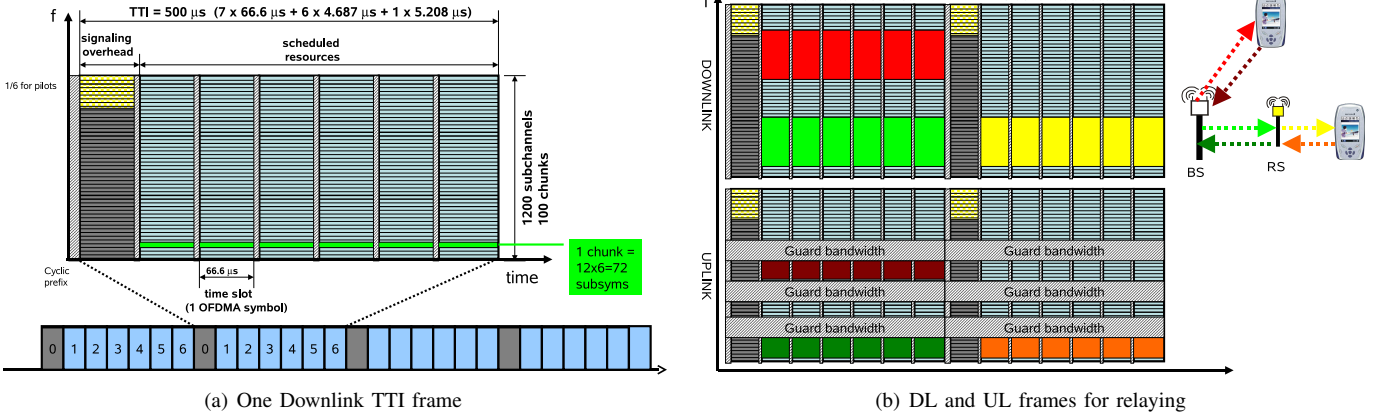 TTI = 500 μs (7 x 66.6 μs + 6 x 4.687 μs + 1 x 5.208 μs)
f
signaling
overhead
scheduled
resources
1/6 for pilots
1200 subchannels
100 chunks
Cyclic
prefix
66.6 μs
time slot
(1 OFDMA symbol)
time
1 chunk =
12x6=72
subsyms
0 1 2 3 4 5 6 0 1 2 3 4 5 6
(a) One Downlink TTI frame
DOWNLINK
UPLINK
Guard bandwidth Guard bandwidth
Guard bandwidth Guard bandwidth
Guard bandwidth Guard bandwidth
BS
RS
(b) DL and UL frames for relaying